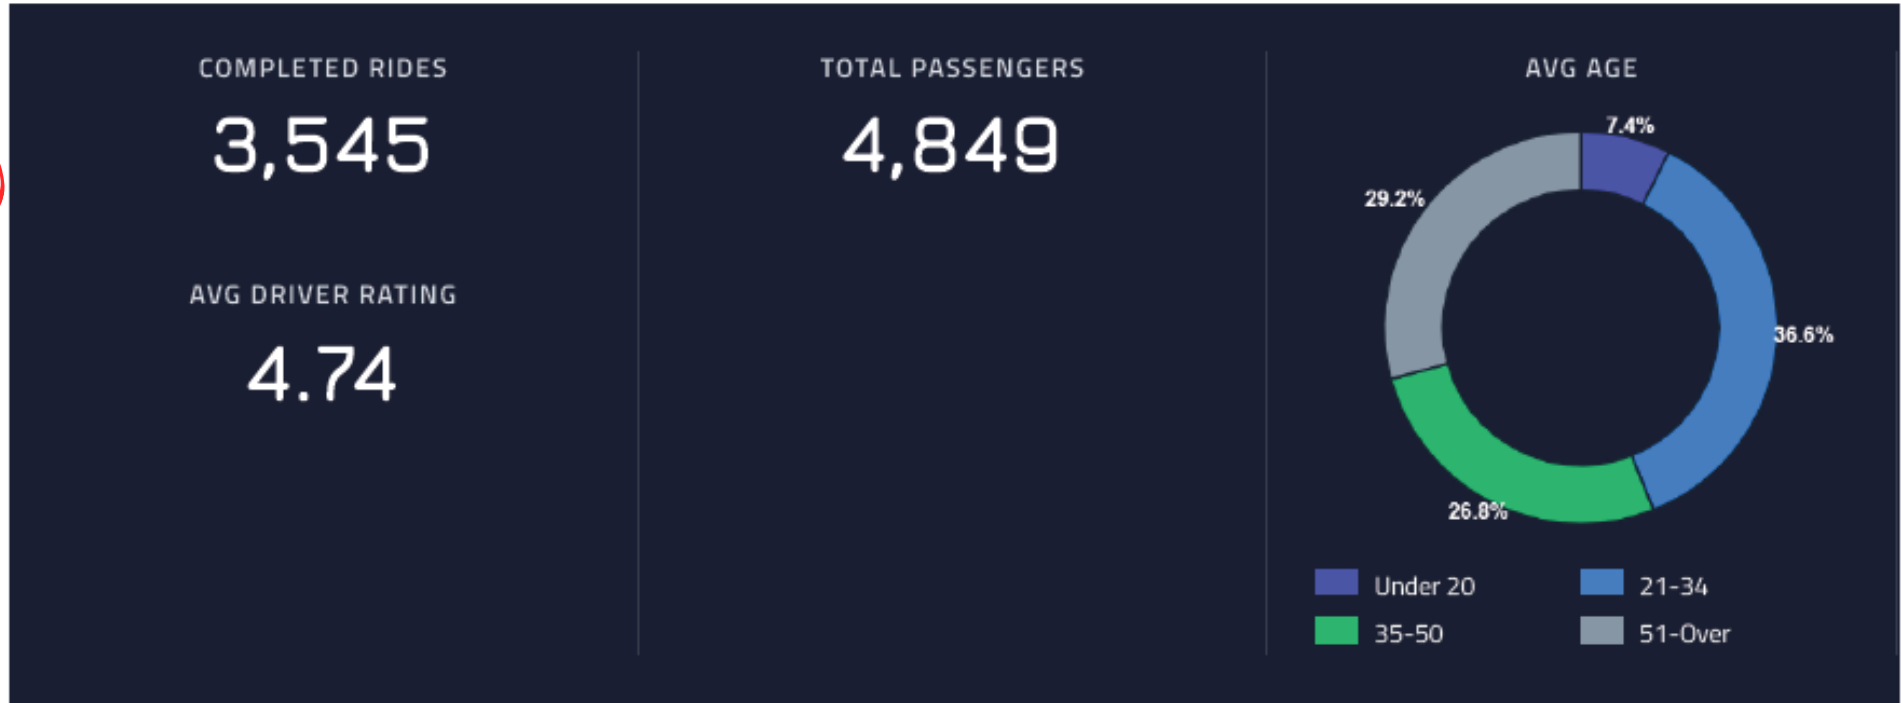 COMPLETED RIDES
3,545
AVG DRIVER RATING
4.74
TOTAL PASSENGERS
4,849
AVG AGE
7.4%
29.2%
36.6%
26.8%
Under 20
21-34
35-50
51-Over